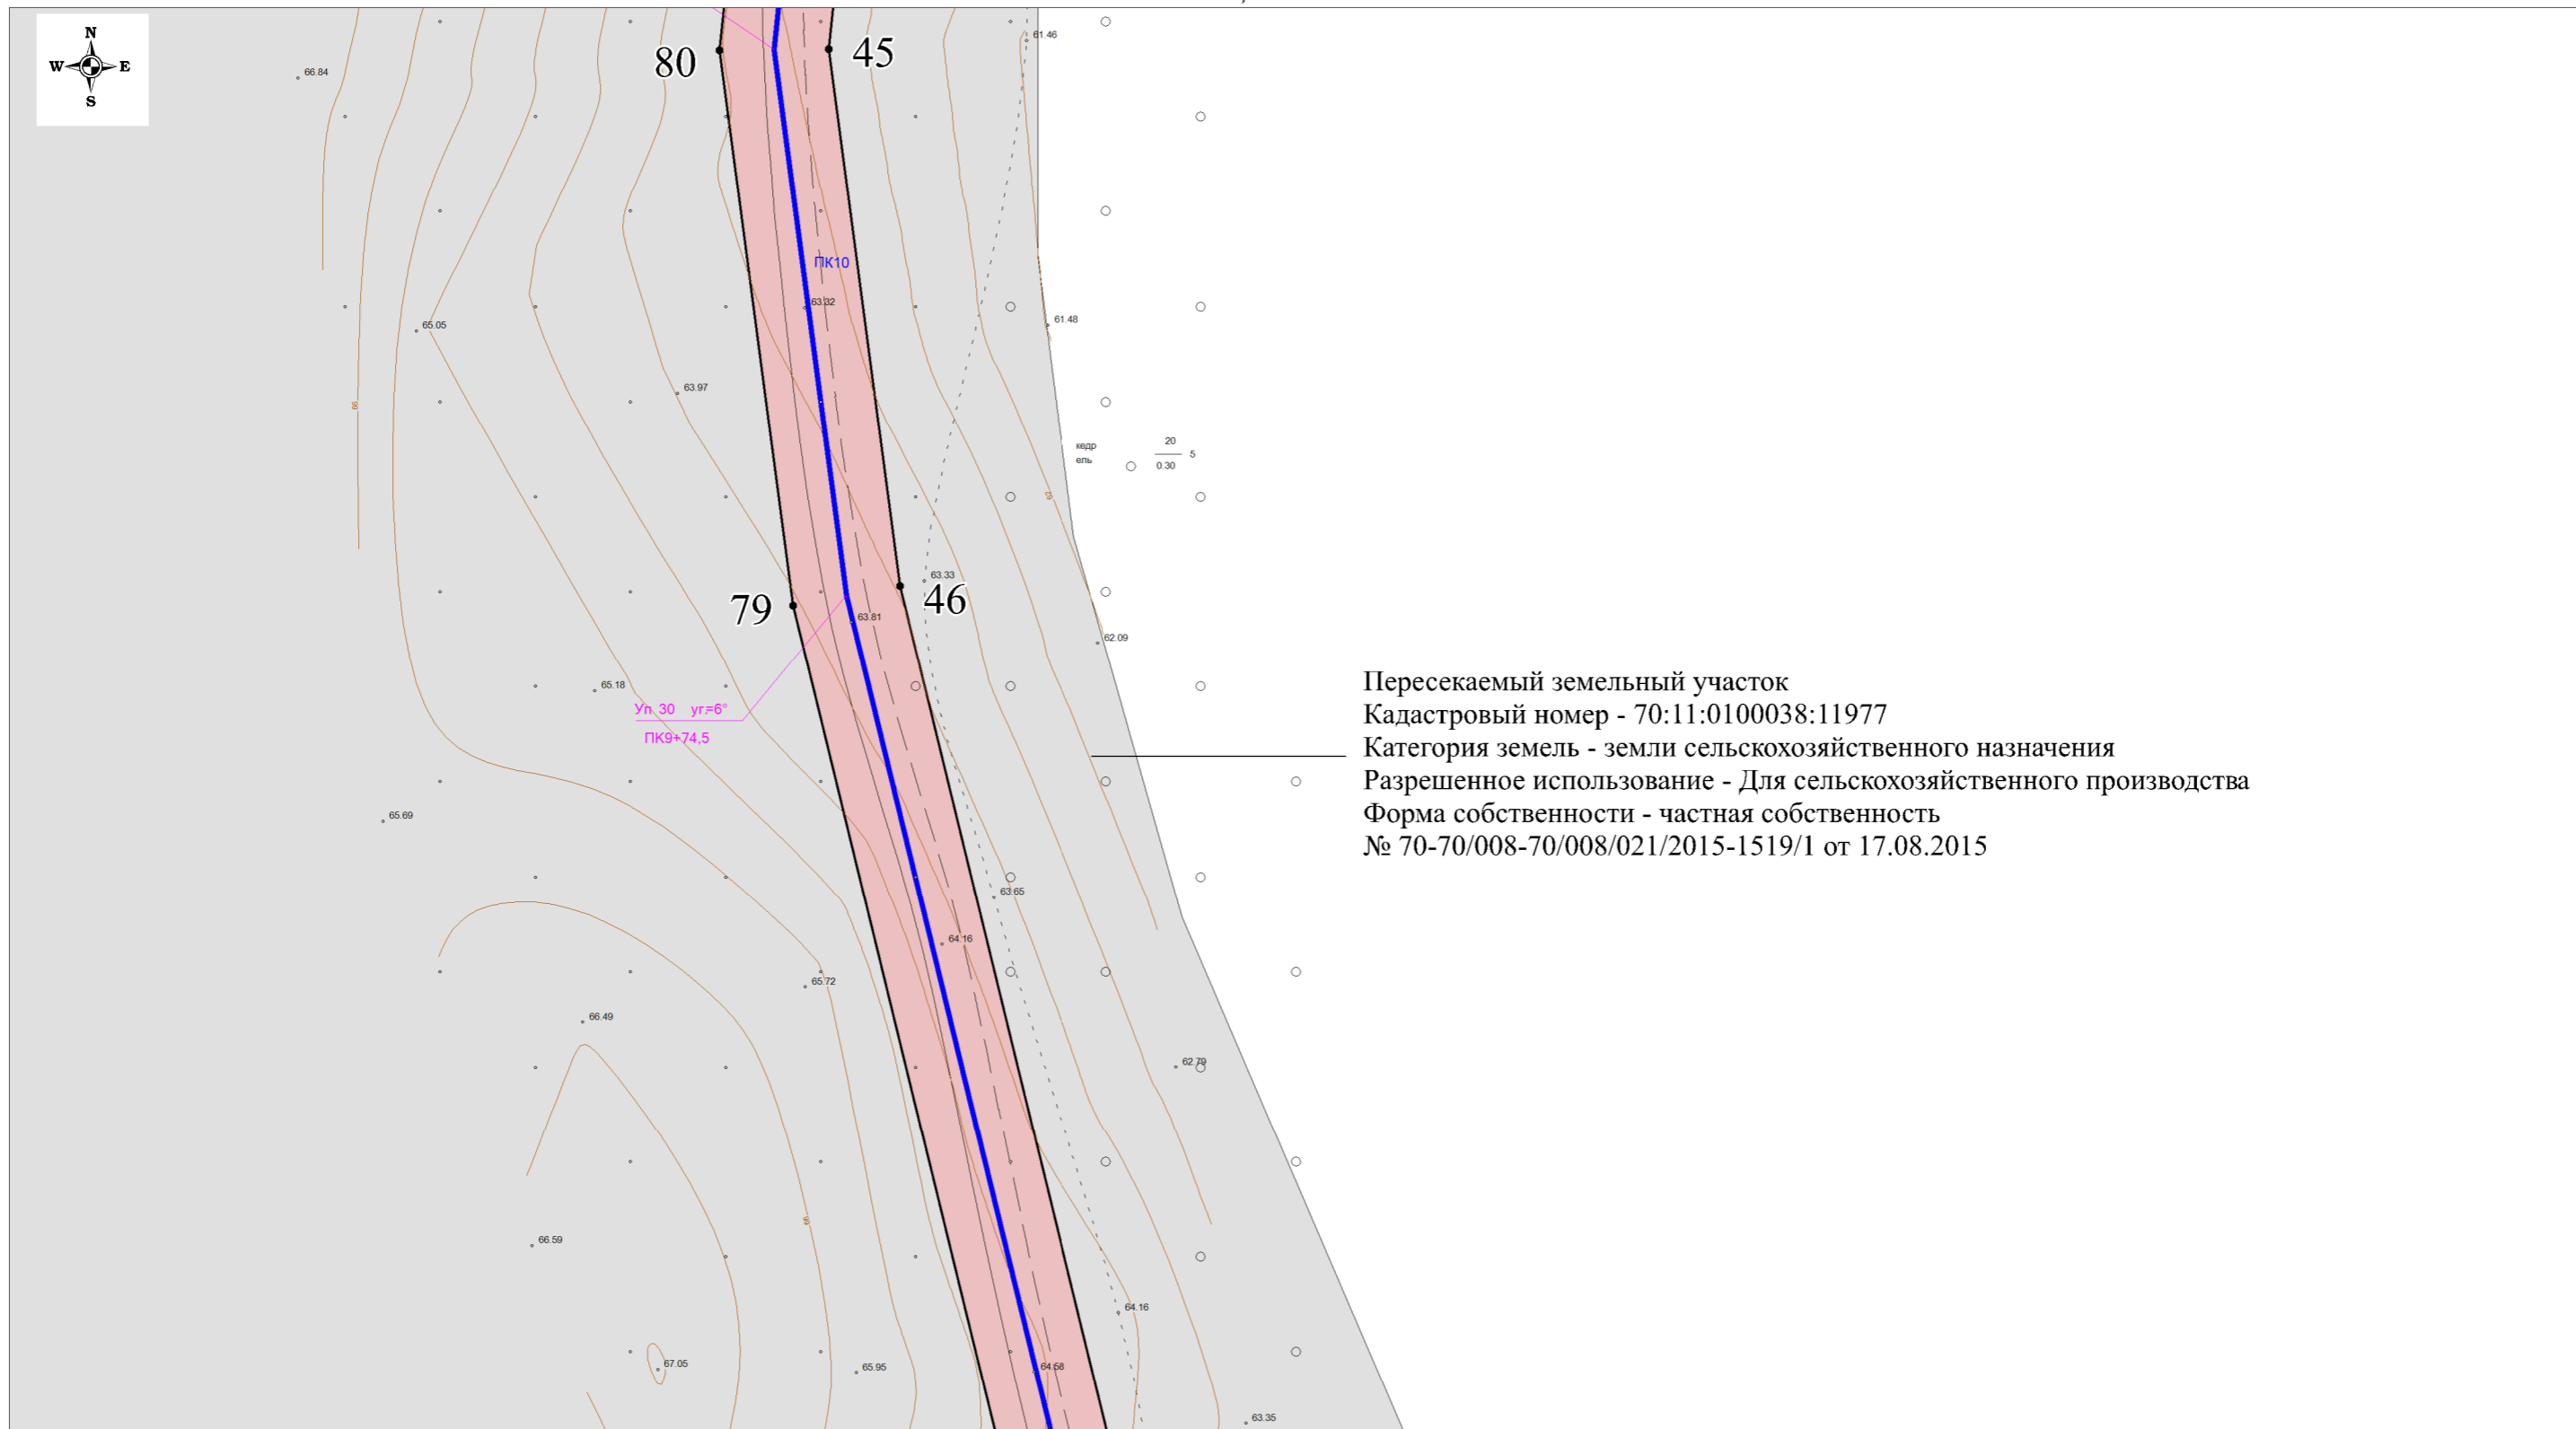 N
W E
S
80
45
61.46
66.84
ПК10
63.32
61.48
65.05
63.97
66
кедр
ель
20
0.30
5
62
63.33
46
79
63.81
62.09
65.18
Уп 30 уг.=6°
ПК9+74,5
Пересекаемый земельный участок
Кадастровый номер - 70:11:0100038:11977
Категория земель - земли сельскохозяйственного назначения
Разрешенное использование - Для сельскохозяйственного производства
Форма собственности - частная собственность
№ 70-70/008-70/008/021/2015-1519/1 от 17.08.2015
65.69
63.65
64.16
65.72
66.49
62.79
66
66.59
64.16
67.05
65.95
64.58
63.35